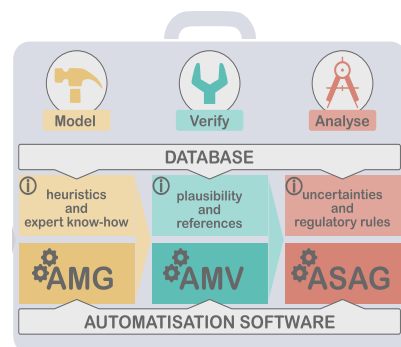 Model
Verify
Analyse
DATABASE
heuristics
and
expert know-how
plausibility
and
references
uncertainties
and
regulatory rules
AMG
AMV
ASAG
AUTOMATISATION SOFTWARE